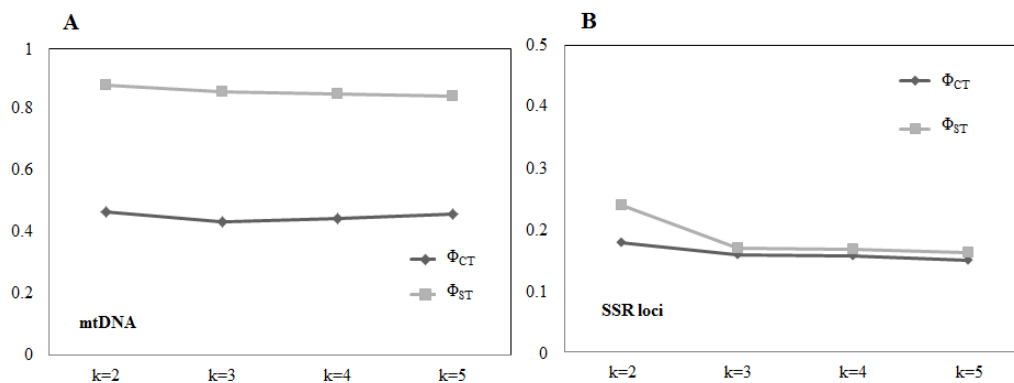 A
1
0.8
0.6
0.4
0.2
0
ΦCT
ΦST
mtDNA
k=2 k=3 k=4 k=5
B
0.5
0.4
0.3
0.2
0.1
0
ΦCT
ΦST
SSR loci
k=2 k=3 k=4 k=5